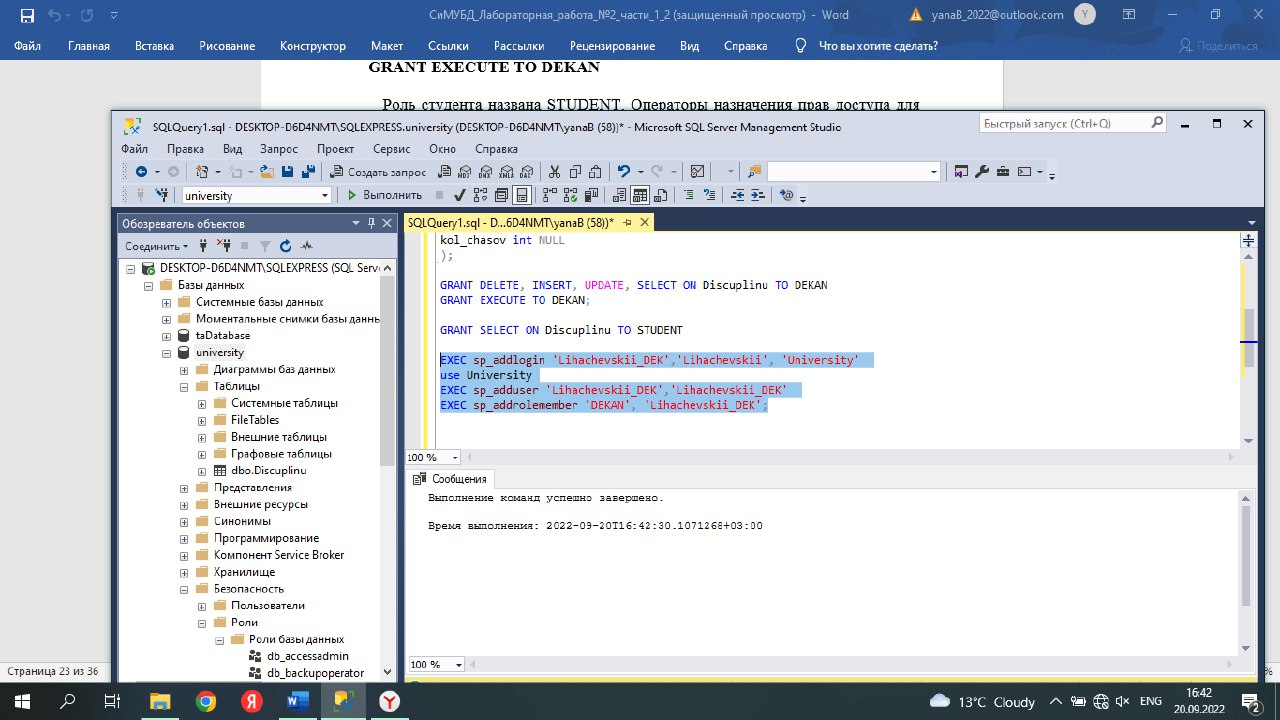 СиМУБД_Лабораторная_работа_№2_части_1_2 (защищенный просмотр) - Word
yanaB_2022@outlook.com
Y
Файл Главная Вставка Рисование Конструктор Макет Ссылки Рассылки Рецензирование Вид Справка Что вы хотите сделать? Поделиться
GRANT EXECUTE TO DEKAN
Роль студента названа STUDENT. Операторы назначения прав доступа для
SQLQuery1.sql - DESKTOP-D6D4NMT\SQLEXPRESS.university (DESKTOP-D6D4NMT\yanaB (58))* - Microsoft SQL Server Management Studio
Быстрый запуск (Ctrl+Q)
Файл Правка Вид Запрос Проект Сервис Окно Справка
Создать запрос
university
Выполнить
Обозреватель объектов
Соединить
DESKTOP-D6D4NMT\SQLEXPRESS (SQL Serve
Базы данных
Системные базы данных
Моментальные снимки базы данны
taDatabase
university
Диаграммы баз данных
Таблицы
Системные таблицы
FileTables
Внешние таблицы
Графовые таблицы
dbo.Discuplinu
Представления
Внешние ресурсы
Синонимы
Программирование
Компонент Service Broker
Хранилище
Безопасность
Пользователи
Роли
Роли базы данных
db_accessadmin
db_backupoperator
SQLQuery1.sql - D...6D4NMT\yanaB (58))*
kol_chasov int NULL
);
GRANT DELETE, INSERT, UPDATE, SELECT ON Discuplinu TO DEKAN
GRANT EXECUTE TO DEKAN;
GRANT SELECT ON Discuplinu TO STUDENT
EXEC sp_addlogin 'Lihachevskii_DEK','Lihachevskii', 'University'
use University
EXEC sp_adduser 'Lihachevskii_DEK','Lihachevskii_DEK'
EXEC sp_addrolemember 'DEKAN', 'Lihachevskii_DEK';
100 %
Сообщения
Выполнение команд успешно завершено.
Время выполнения: 2022-09-20T16:42:30.1071268+03:00
100 %
Страница 23 из 36
%
13°C Cloudy
ENG
16:42
20.09.2022
2